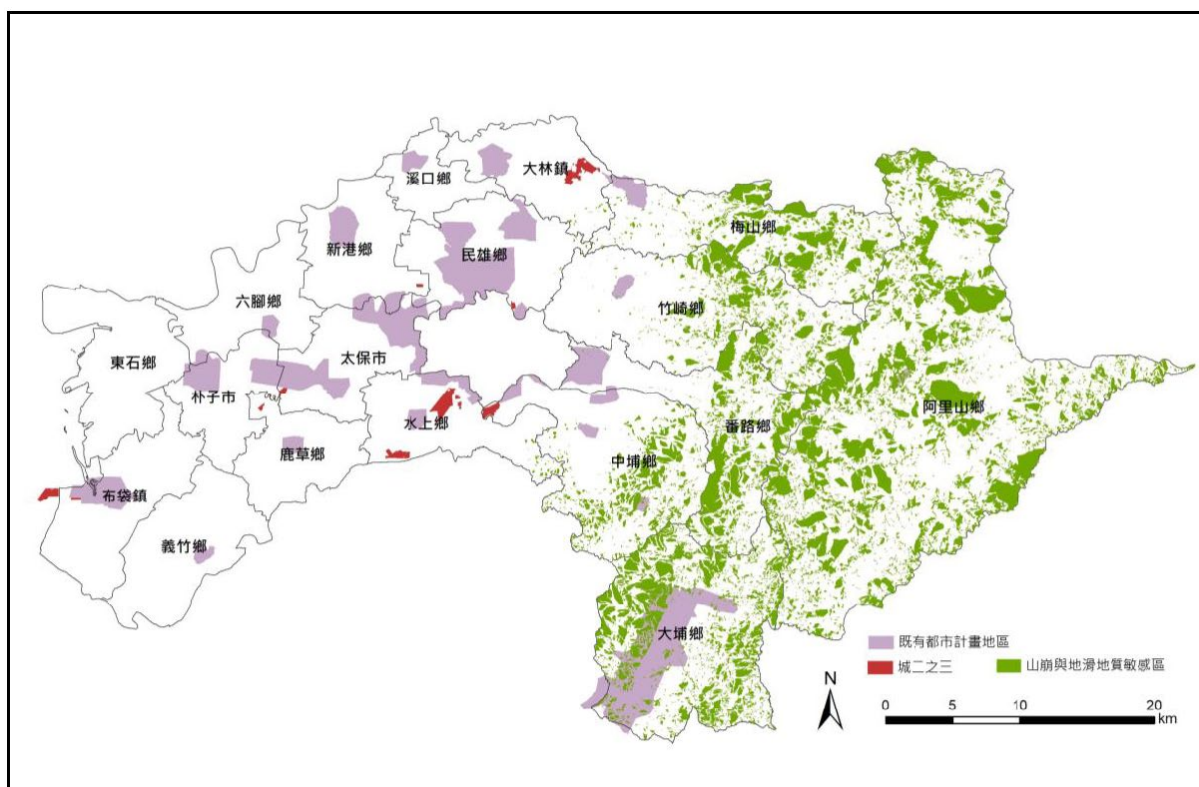 大林鎮
溪口鄉
梅山鄉
新港鄉
民雄鄉
六腳鄉
竹崎鄉
太保市
東石鄉
朴子市
阿里山鄉
水上鄉
番路鄉
鹿草鄉
中埔鄉
布袋鎮
義竹鄉
大埔鄉
既有都市計畫地區
城二之三
山崩與地滑地質敏感區
N
0 5 10 20
km